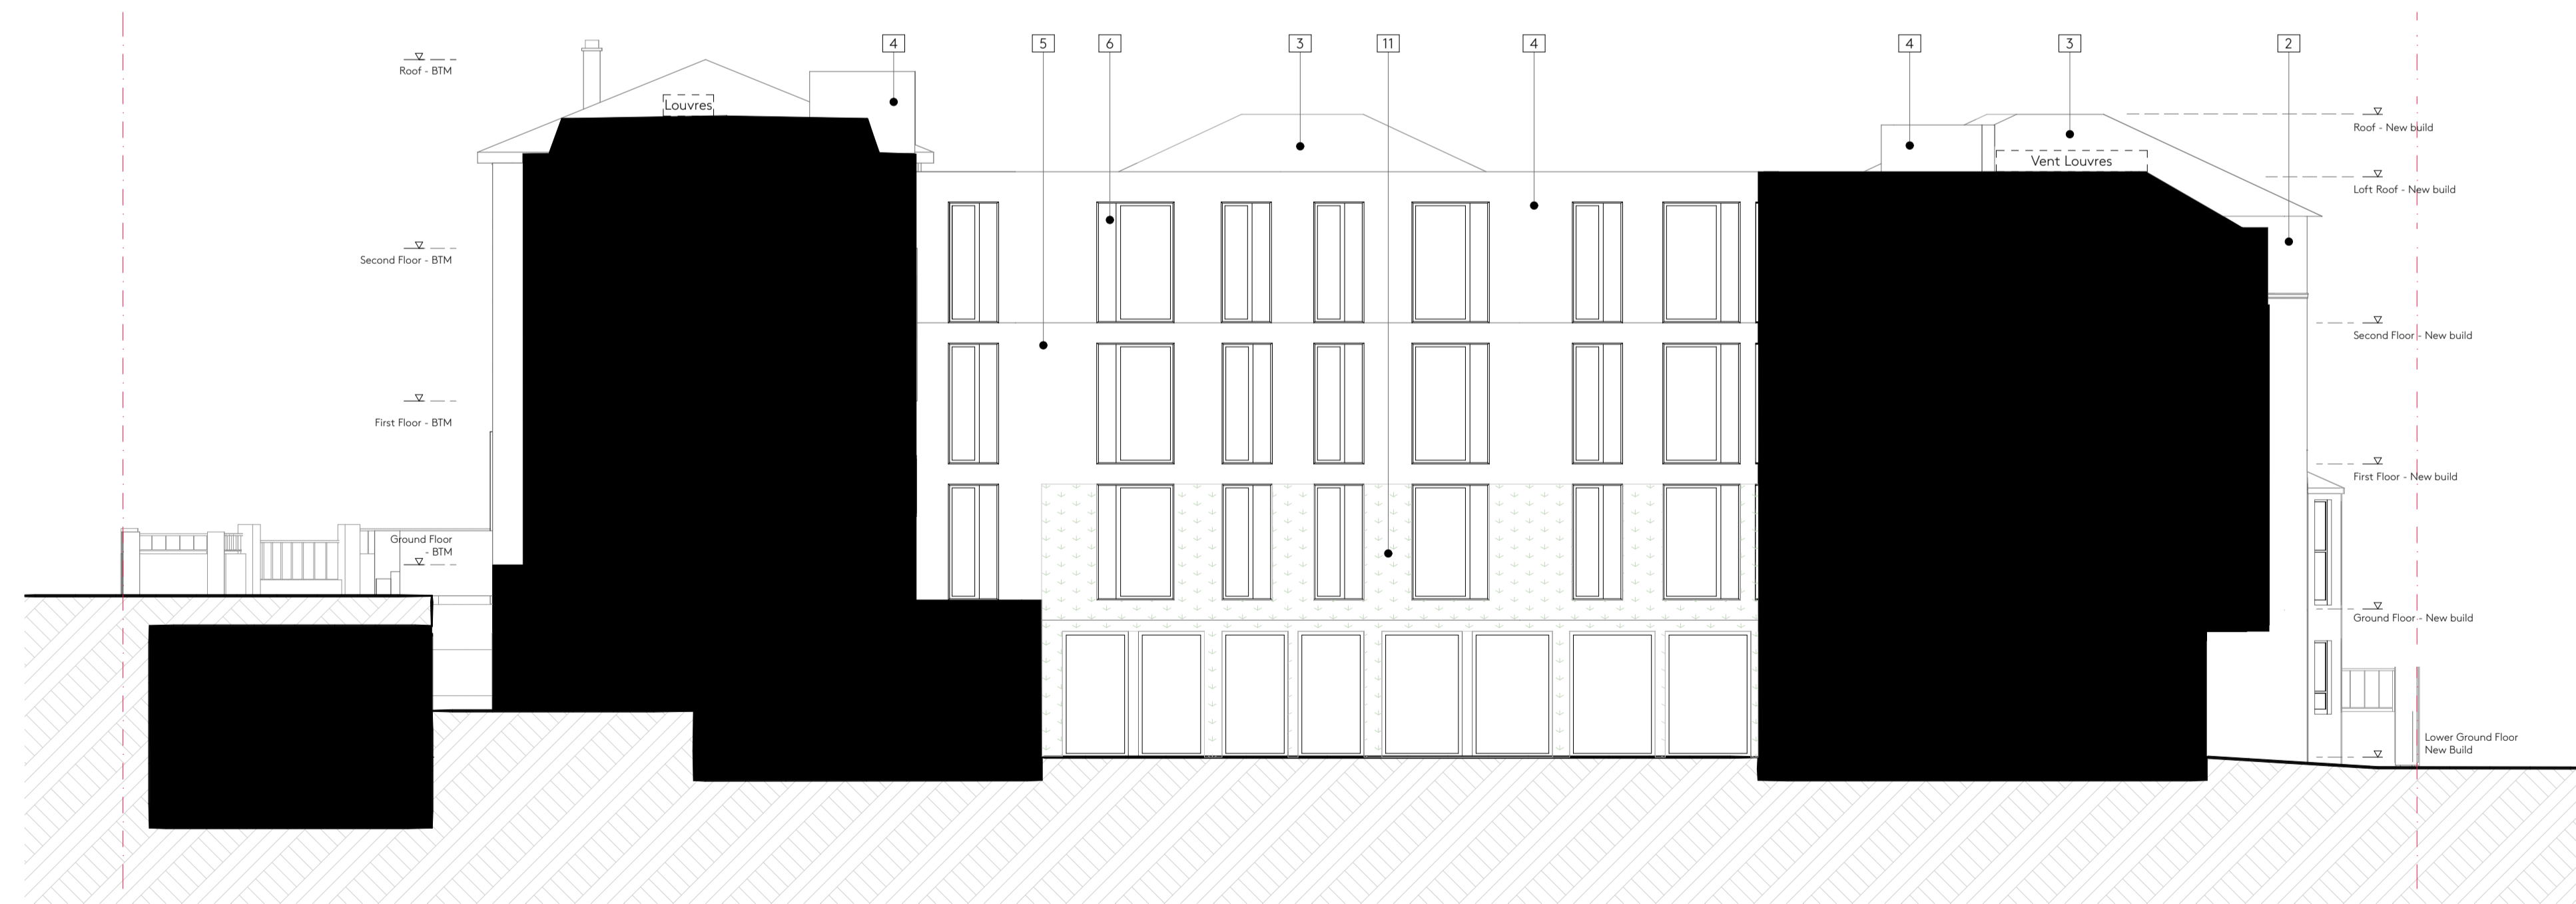 4
5
6
3
11
4
4
3
2
Roof - BTM
Louvres
Roof - New build
Vent Louvres
Loft Roof - New build
Second Floor - BTM
Second Floor - New build
First Floor - BTM
First Floor - New build
Ground Floor
- BTM
Ground Floor - New build
Lower Ground Floor
New Build